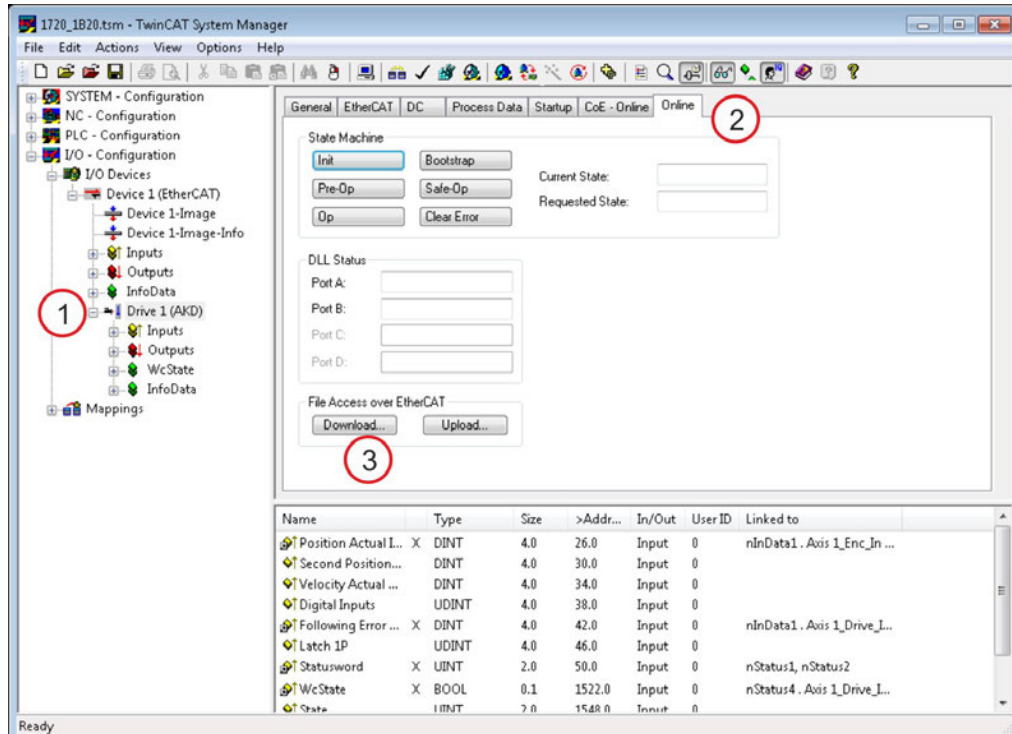 1720_1B20.tsm - TwinCAT System Manager
File Edit Actions View Options Help
SYSTEM - Configuration
NC - Configuration
PLC - Configuration
I/O - Configuration
I/O Devices
Device 1 (EtherCAT)
Device 1-Image
Device 1-Image-Info
Inputs
Outputs
InfoData
1
Drive 1 (AKD)
Inputs
Outputs
WcState
InfoData
Mappings
General EtherCAT DC Process Data Startup CoE - Online Online
2
State Machine
Init Bootstrap
Pre-Op Safe-Op
Op Clear Error
Current State:
Requested State:
DLL Status
Port A:
Port B:
Port C:
Port D:
File Access over EtherCAT
Download... Upload...
3
Name Type Size >Addr... In/Out User ID Linked to
Position Actual I... X DINT 4.0 26.0 Input 0 nInData1 . Axis 1_Enc_In ...
Second Position... DINT 4.0 30.0 Input 0
Velocity Actual ... DINT 4.0 34.0 Input 0
Digital Inputs UDINT 4.0 38.0 Input 0
Following Error ... X DINT 4.0 42.0 Input 0 nInData1 . Axis 1_Drive_I...
Latch 1P UDINT 4.0 46.0 Input 0
Statusword X UINT 2.0 50.0 Input 0 nStatus1, nStatus2
WcState X BOOL 0.1 1522.0 Input 0 nStatus4 . Axis 1_Drive_I...
State UINT 2.0 1548.0 Input 0
Ready